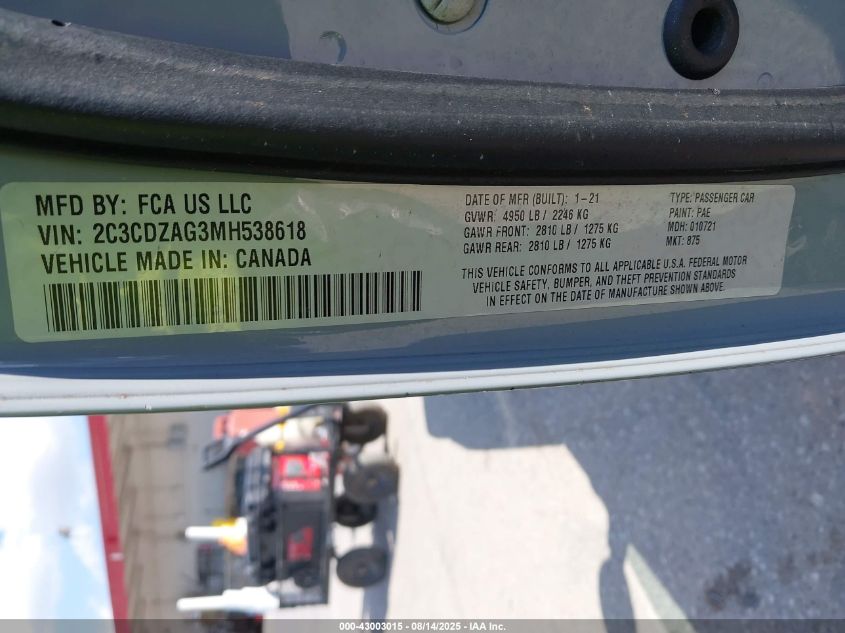 MFD BY: FCA US LLC
VIN: 2C3CDZAG3MH538618
VEHICLE MADE IN: CANADA
DATE OF MFR (BUILT): 1-21
GVWR: 4950 LB / 2246 KG
GAWR FRONT: 2810 LB / 1275 KG
GAWR REAR: 2810 LB / 1275 KG
TYPE: PASSENGER CAR
PAINT: PAE
MDH: 010721
MKT: 875
THIS VEHICLE CONFORMS TO ALL APPLICABLE U.S.A. FEDERAL MOTOR
VEHICLE SAFETY, BUMPER, AND THEFT PREVENTION STANDARDS
IN EFFECT ON THE DATE OF MANUFACTURE SHOWN ABOVE.
000-43003015 - 08/14/2025 - IAA Inc.